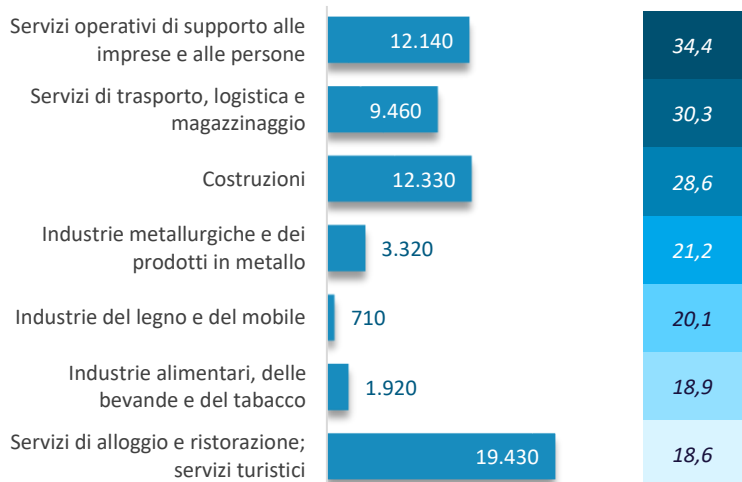 Servizi operativi di supporto alle
imprese e alle persone
12.140
34,4
Servizi di trasporto, logistica e
magazzinaggio
9.460
30,3
Costruzioni
12.330
28,6
Industrie metallurgiche e dei
prodotti in metallo
3.320
21,2
Industrie del legno e del mobile
710
20,1
Industrie alimentari, delle
bevande e del tabacco
1.920
18,9
Servizi di alloggio e ristorazione;
servizi turistici
19.430
18,6